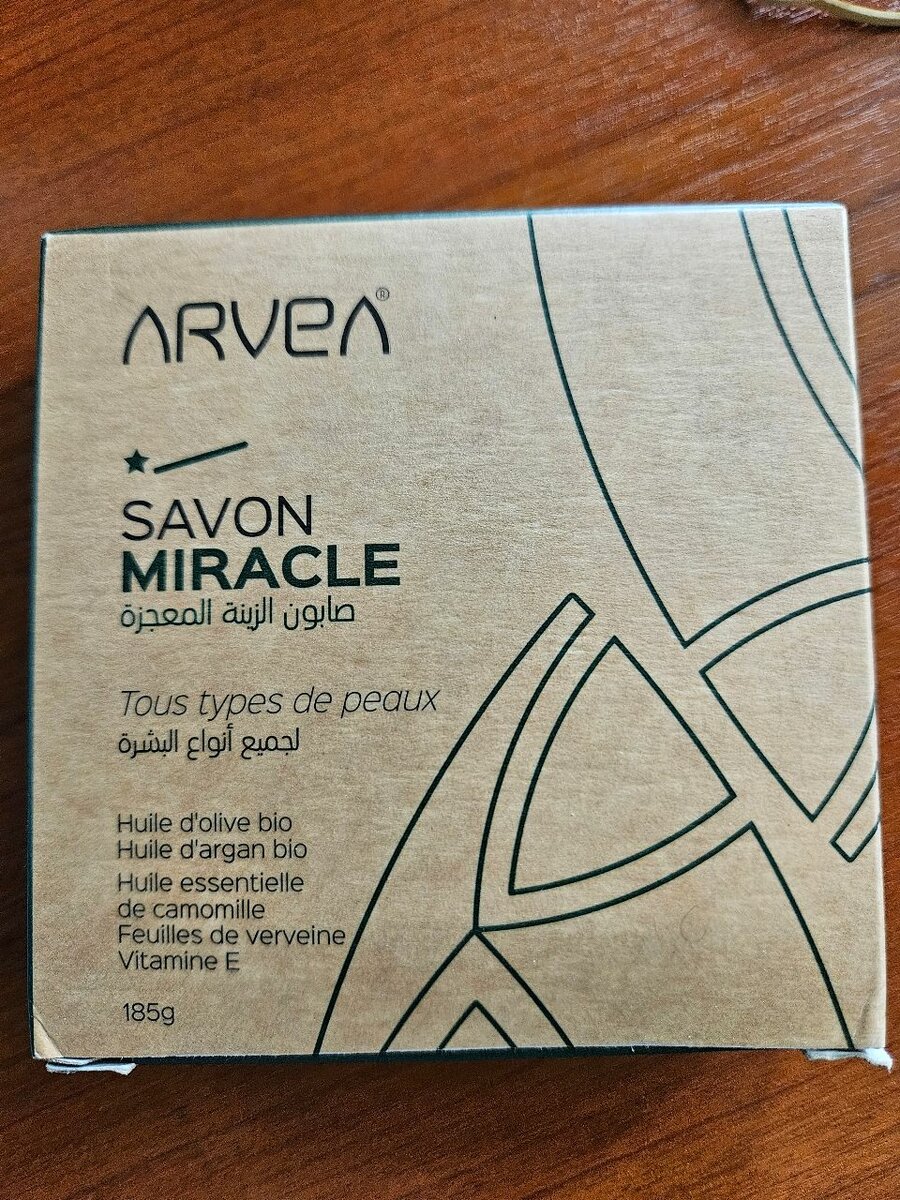 ARVEA®
SAVON
MIRACLE
صابون الزينة المعجزة
Tous types de peaux
لجميع أنواع البشرة
Huile d'olive bio
Huile d'argan bio
Huile essentielle
de camomille
Feuilles de verveine
Vitamine E
185g